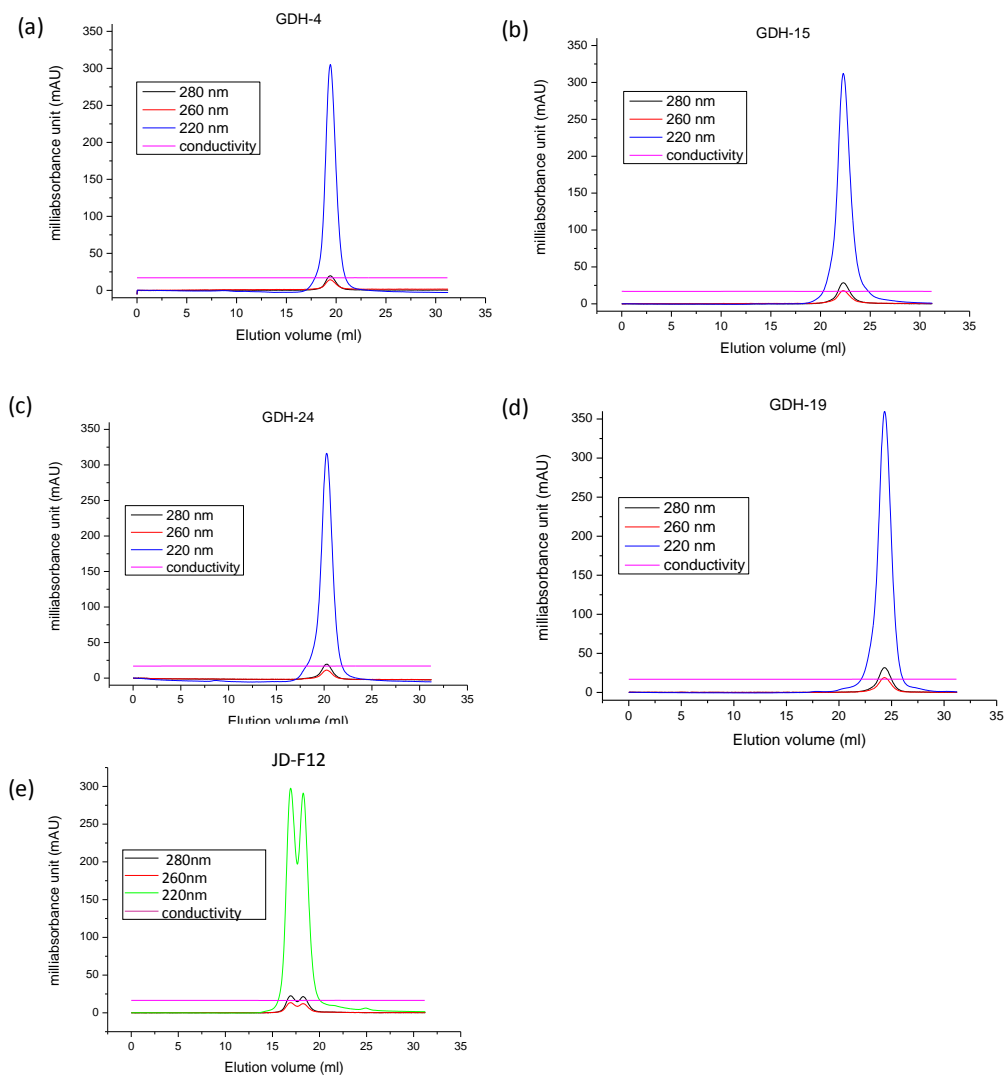 (a)
GDH-4
350
300
250
200
150
100
50
0
milliabsorbance unit (mAU)
280 nm
260 nm
220 nm
conductivity
0 5 10 15 20 25 30 35
Elution volume (ml)
(b)
GDH-15
350
300
250
200
150
100
50
0
milliabsorbance unit (mAU)
280 nm
260 nm
220 nm
conductivity
0 5 10 15 20 25 30 35
Elution volume (ml)
(c)
GDH-24
350
300
250
200
150
100
50
0
milliabsorbance unit (mAU)
280 nm
260 nm
220 nm
conductivity
0 5 10 15 20 25 30 35
Elution volume (ml)
(d)
GDH-19
350
300
250
200
150
100
50
0
milliabsorbance unit (mAU)
280 nm
260 nm
220 nm
conductivity
0 5 10 15 20 25 30 35
Elution volume (ml)
(e)
JD-F12
300
250
200
150
100
50
0
milliabsorbance unit (mAU)
280nm
260nm
220nm
conductivity
0 5 10 15 20 25 30 35
Elution volume (ml)